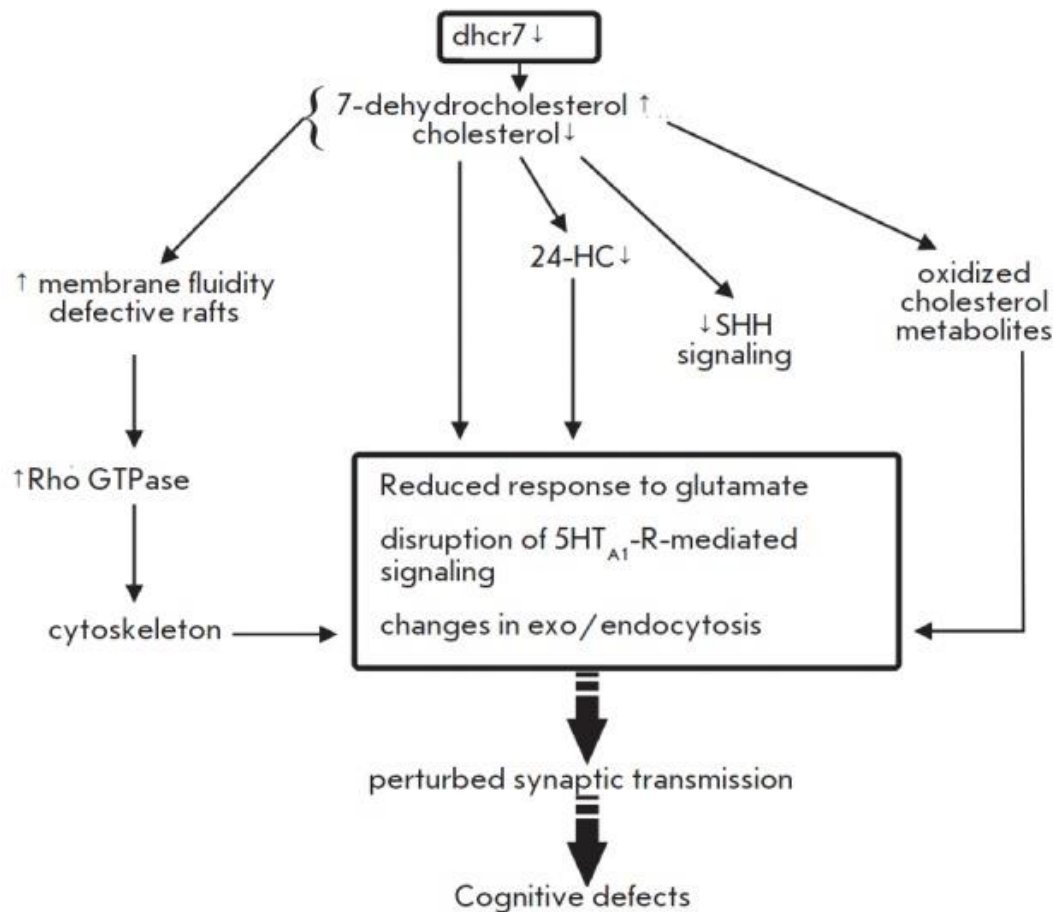 dhcr7 ↓
{ 7-dehydrocholesterol ↑
cholesterol ↓
24-HC ↓
↑ membrane fluidity
defective rafts
oxidized
cholesterol
metabolites
↓ SHH
signaling
↑Rho GTPase
Reduced response to glutamate
disruption of 5HT_A1-R-mediated
signaling
changes in exo/endocytosis
cytoskeleton
perturbed synaptic transmission
Cognitive defects